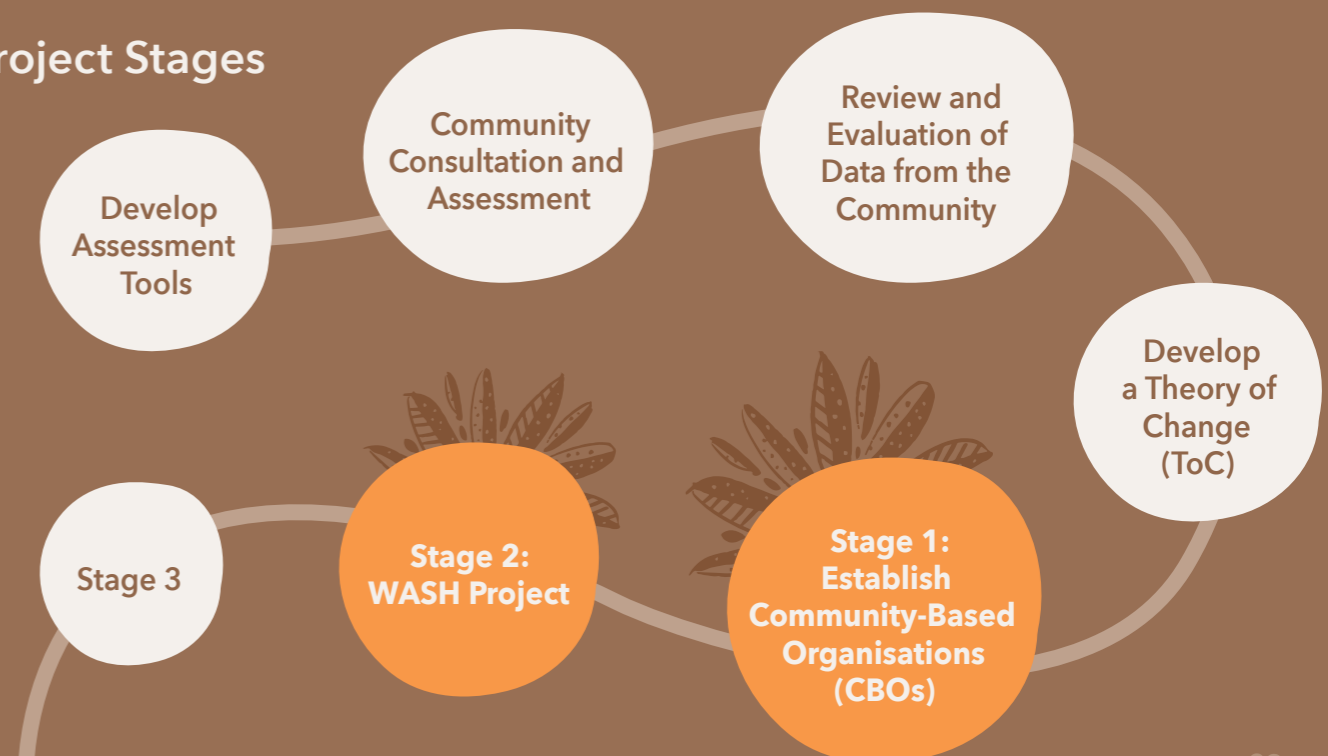 roject Stages
Develop
Assessment
Tools
Community
Consultation and
Assessment
Review and
Evaluation of
Data from the
Community
Develop
a Theory of
Change
(ToC)
Stage 1:
Establish
Community-Based
Organisations
(CBOs)
Stage 2:
WASH Project
Stage 3